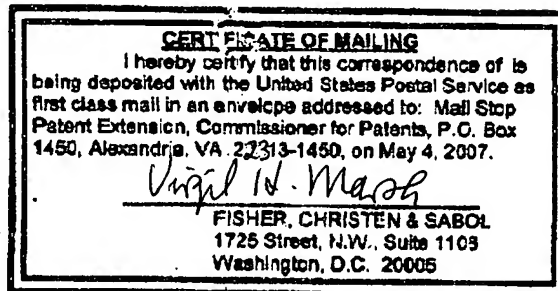 CERTIFICATE OF MAILING
I hereby certify that this correspondence of is
being deposited with the United States Postal Service as
first class mail in an envelope addressed to: Mail Stop
Patent Extension, Commissioner for Patents, P.O. Box
1450, Alexandria, VA 22313-1450, on May 4, 2007.
Virgil H. Marsh
FISHER, CHRISTEN & SABOL
1725 Street, N.W., Suite 1108
Washington, D.C. 20005